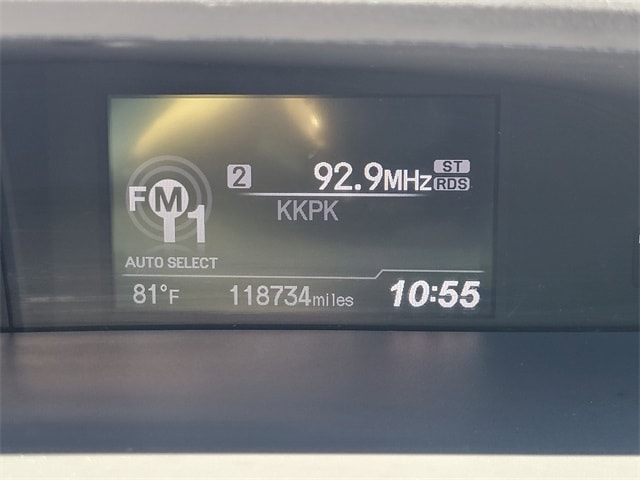 2 92.9MHz ST
RDS
FM1 KKPK
AUTO SELECT
81°F 118734miles 10:55